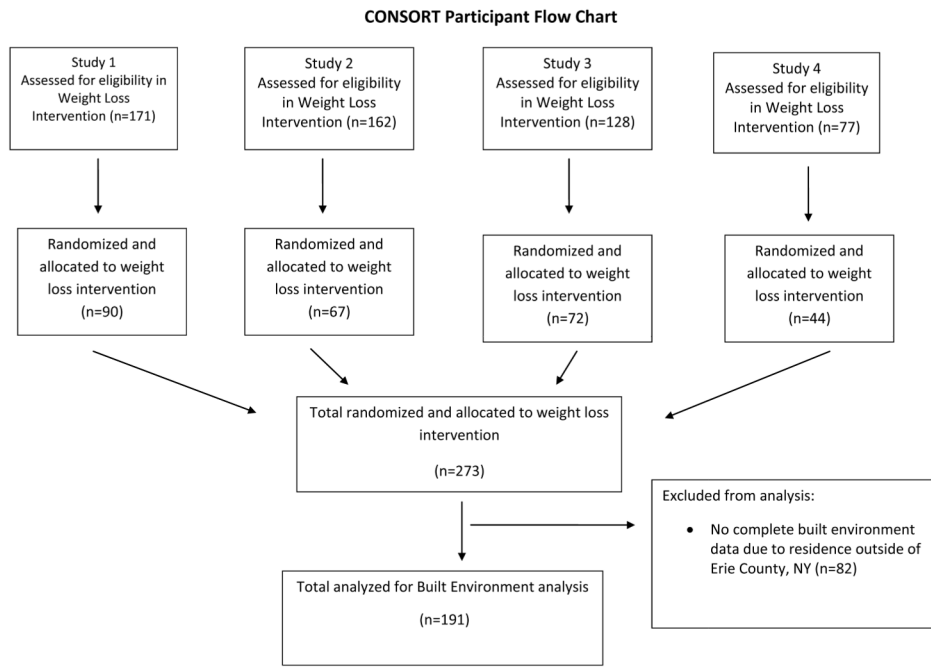 CONSORT Participant Flow Chart
Study 1
Assessed for eligibility in
Weight Loss
Intervention (n=171)
Study 2
Assessed for eligibility
in Weight Loss
Intervention (n=162)
Study 3
Assessed for eligibility
in Weight Loss
Intervention (n=128)
Study 4
Assessed for eligibility
in Weight Loss
Intervention (n=77)
Randomized and
allocated to weight
loss intervention
(n=90)
Randomized and
allocated to weight
loss intervention
(n=67)
Randomized and
allocated to weight
loss intervention
(n=72)
Randomized and
allocated to weight
loss intervention
(n=44)
Total randomized and allocated to weight loss
intervention
(n=273)
Excluded from analysis:
• No complete built environment
data due to residence outside of
Erie County, NY (n=82)
Total analyzed for Built Environment analysis
(n=191)